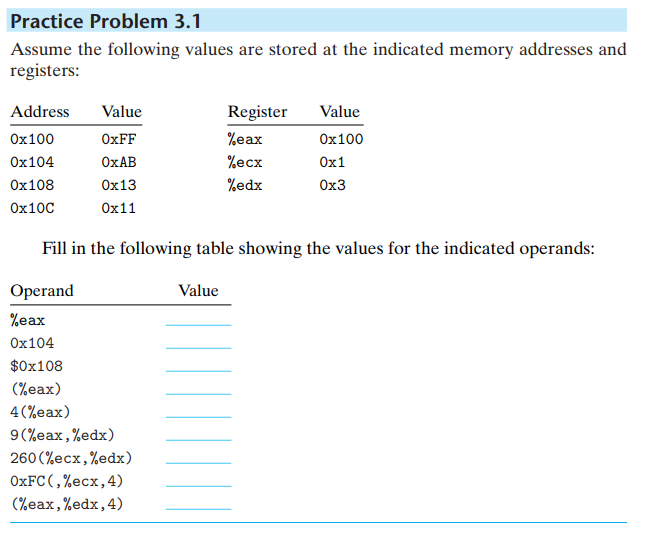 Practice Problem 3.1
Assume the following values are stored at the indicated memory addresses and
registers:
Address Value Register Value
0x100 0xFF %eax 0x100
0x104 0xAB %ecx 0x1
0x108 0x13 %edx 0x3
0x10C 0x11
Fill in the following table showing the values for the indicated operands:
Operand Value
%eax
0x104
$0x108
(%eax)
4(%eax)
9(%eax,%edx)
260(%ecx,%edx)
0xFC(,%ecx,4)
(%eax,%edx,4)